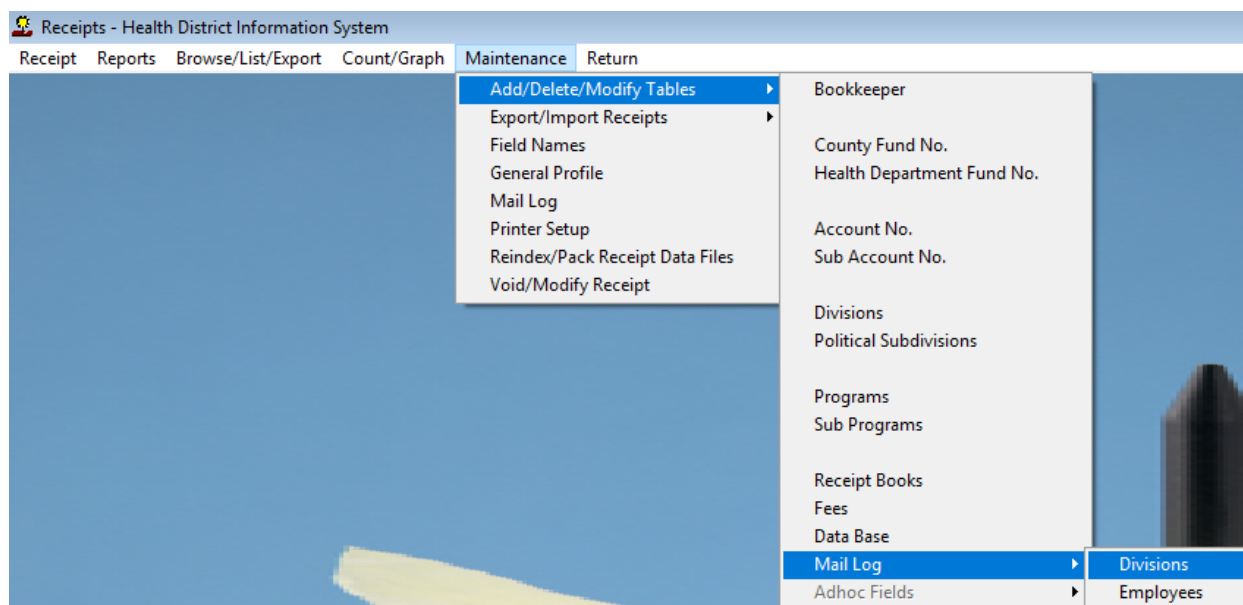 Receipts - Health District Information System
Receipt Reports Browse/List/Export Count/Graph Maintenance Return
Add/Delete/Modify Tables
Export/Import Receipts
Field Names
General Profile
Mail Log
Printer Setup
Reindex/Pack Receipt Data Files
Void/Modify Receipt
Bookkeeper
County Fund No.
Health Department Fund No.
Account No.
Sub Account No.
Divisions
Political Subdivisions
Programs
Sub Programs
Receipt Books
Fees
Data Base
Mail Log
Adhoc Fields
Divisions
Employees